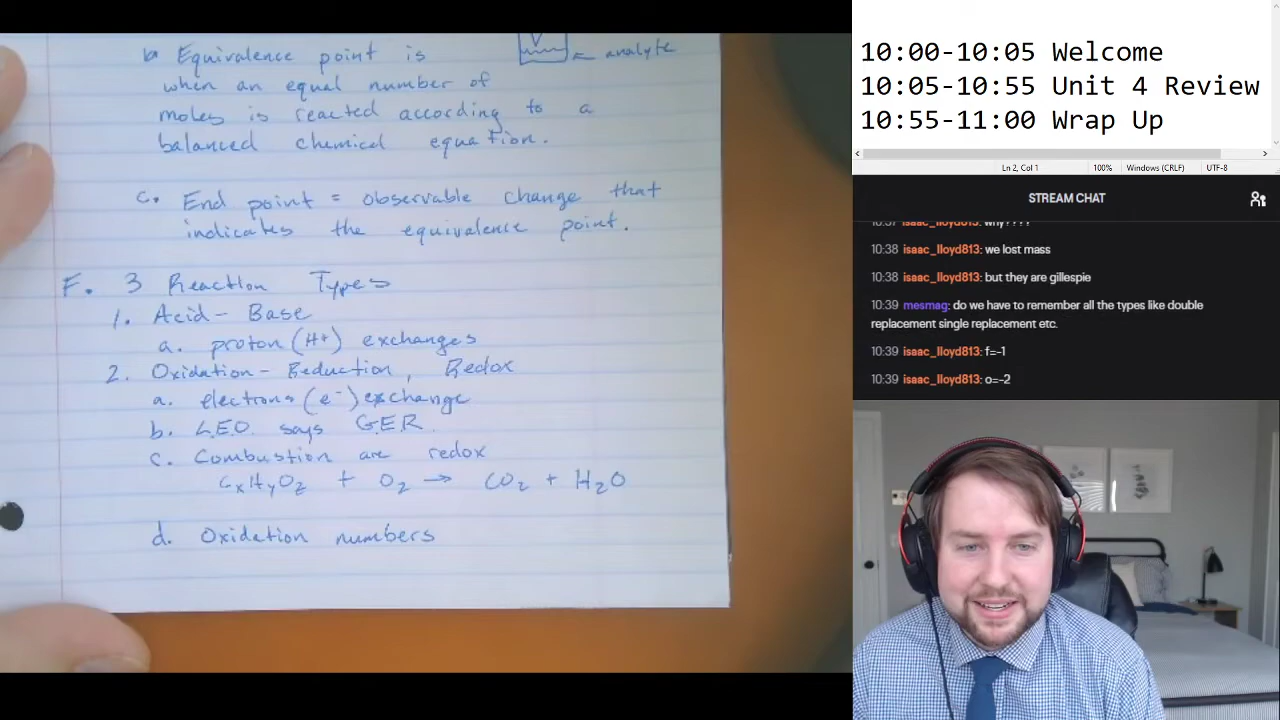 b Equivalence point is
when an equal number of
moles is reacted according to a
balanced chemical equation.
← analyte
c. End point = observable change that
indicates the equivalence point.
F. 3 Reaction Types
1. Acid - Base
a. proton (H+) exchanges
2. Oxidation - Reduction, Redox
a. electrons (e⁻) exchange
b. L.E.O. says G.E.R.
c. Combustion are redox
CxHyOz + O2 → CO2 + H2O
d. Oxidation numbers
10:00-10:05 Welcome
10:05-10:55 Unit 4 Review
10:55-11:00 Wrap Up
Ln 2, Col 1 100% Windows (CRLF) UTF-8
STREAM CHAT
isaac_lloyd813: why????
10:38 isaac_lloyd813: we lost mass
10:38 isaac_lloyd813: but they are gillespie
10:39 mesmag: do we have to remember all the types like double
replacement single replacement etc.
10:39 isaac_lloyd813: f=-1
10:39 isaac_lloyd813: o=-2